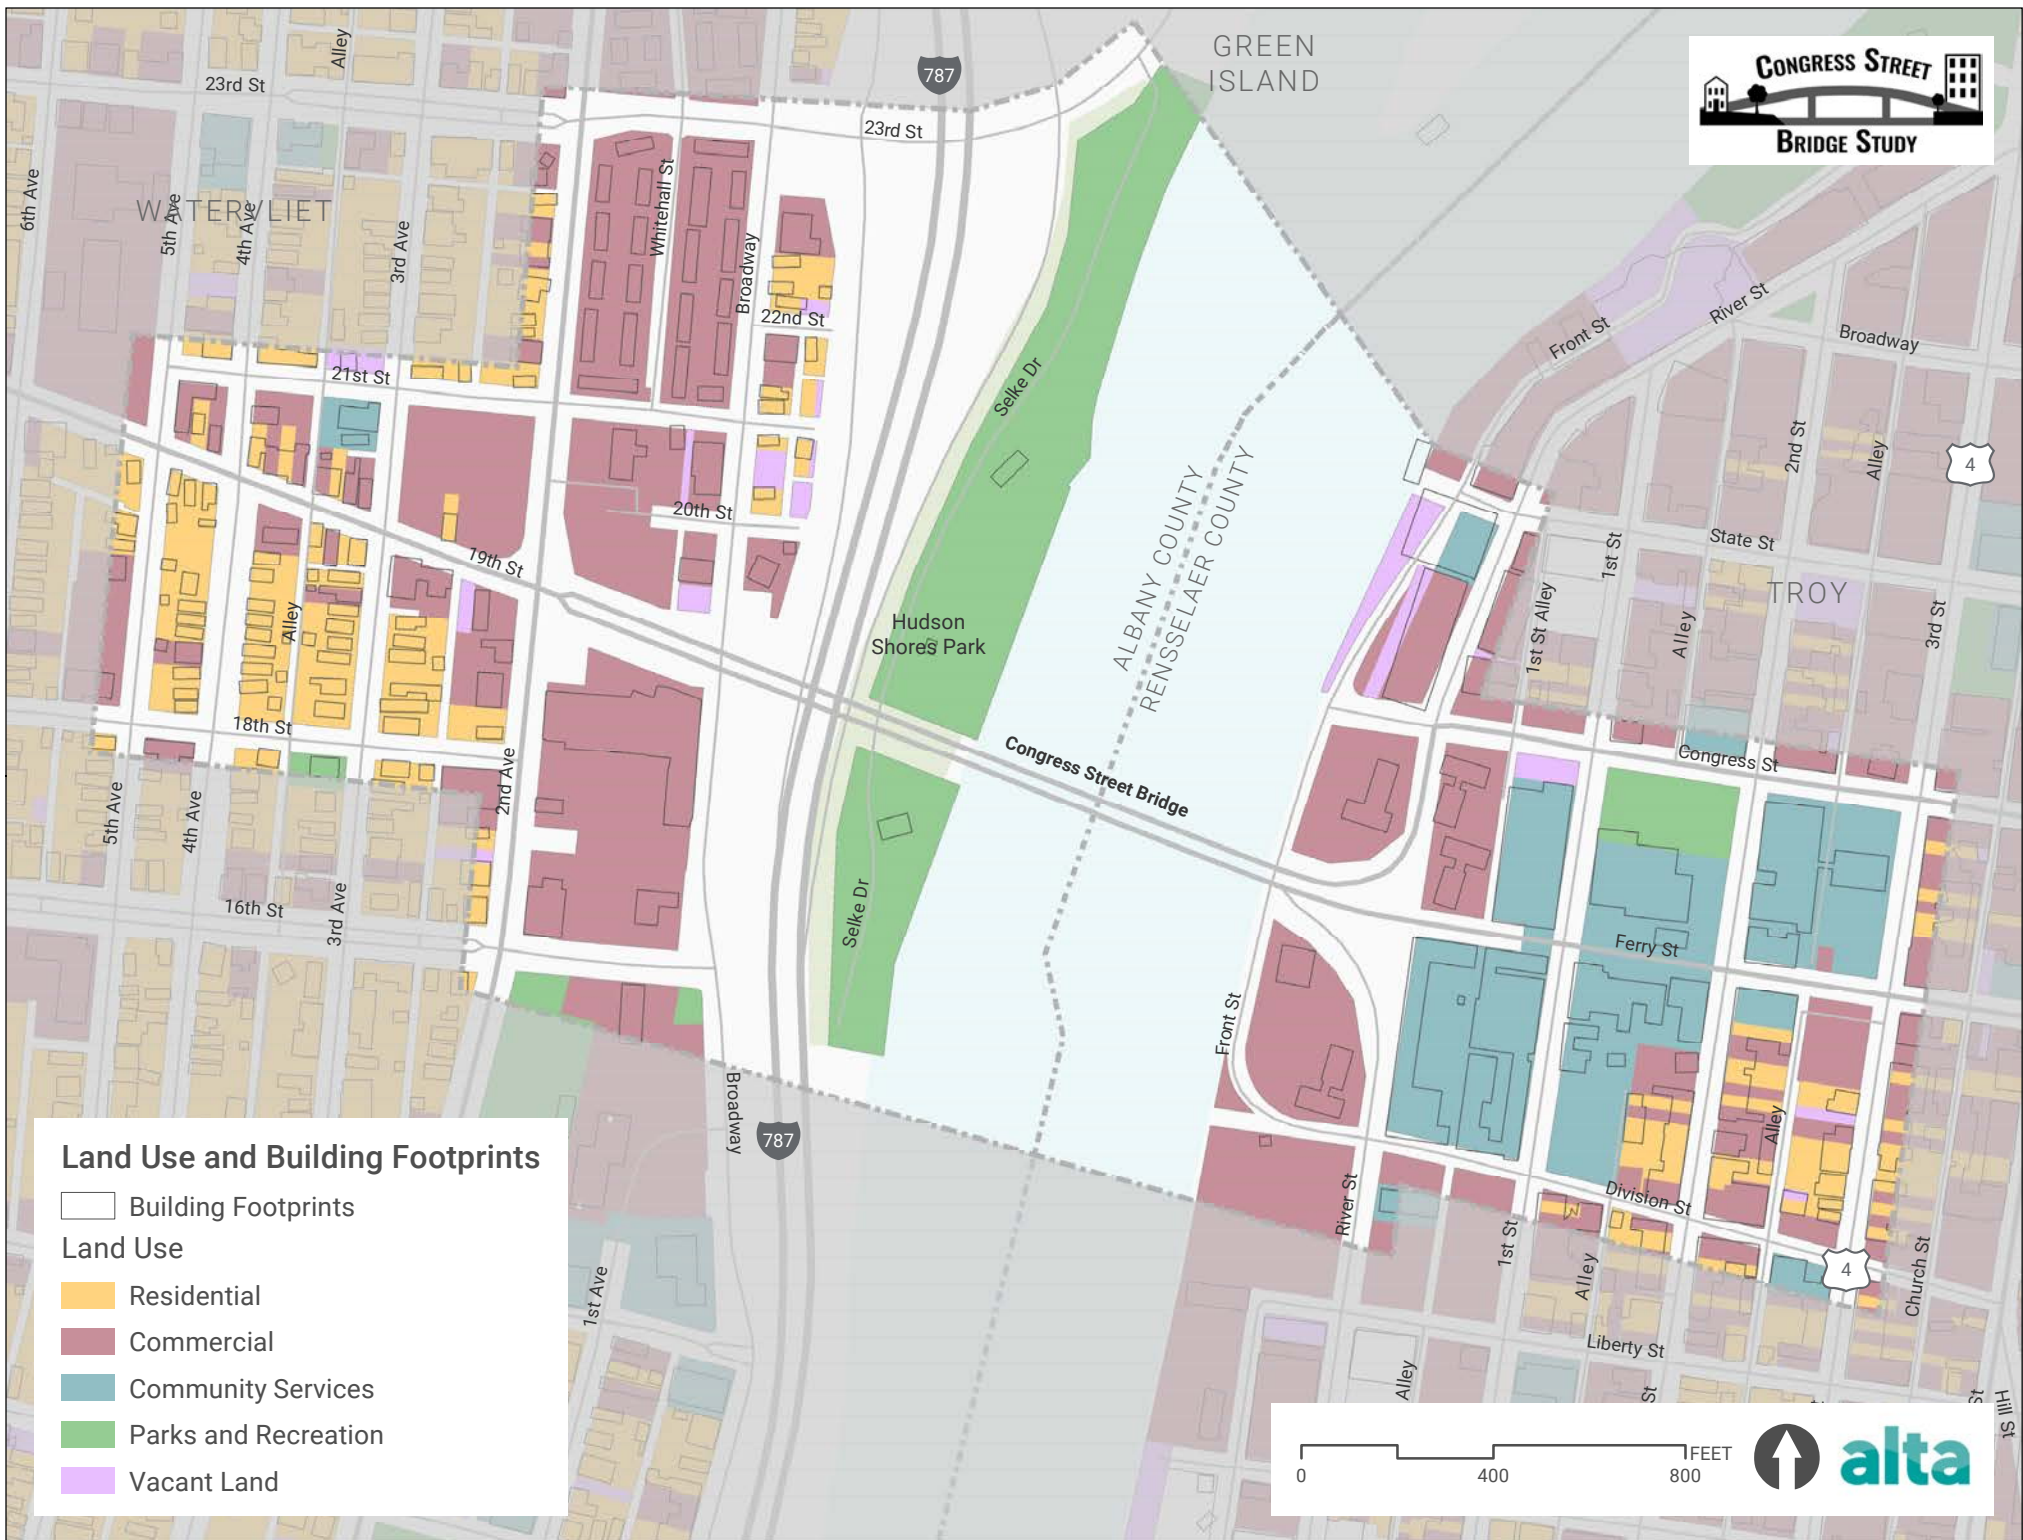 GREEN
ISLAND
CONGRESS STREET
BRIDGE STUDY
787
Alley
23rd St
23rd St
6th Ave
WATERVLIET
5th Ave
4th Ave
3rd Ave
Whitehall St
Broadway
22nd St
21st St
Selke Dr
20th St
19th St
Alley
Hudson
Shores Park
ALBANY COUNTY
RENSSELAER COUNTY
Front St
River St
Broadway
2nd St
Alley
4
State St
1st St
TROY
1st St Alley
Alley
3rd St
18th St
2nd Ave
5th Ave
4th Ave
3rd Ave
16th St
Congress Street Bridge
Congress St
Selke Dr
Ferry St
Front St
Broadway
787
Alley
River St
Division St
1st St
Alley
4
Church St
1st Ave
Liberty St
Alley
St
St
Hill St
Land Use and Building Footprints
Building Footprints
Land Use
Residential
Commercial
Community Services
Parks and Recreation
Vacant Land
FEET
0
400
800
alta